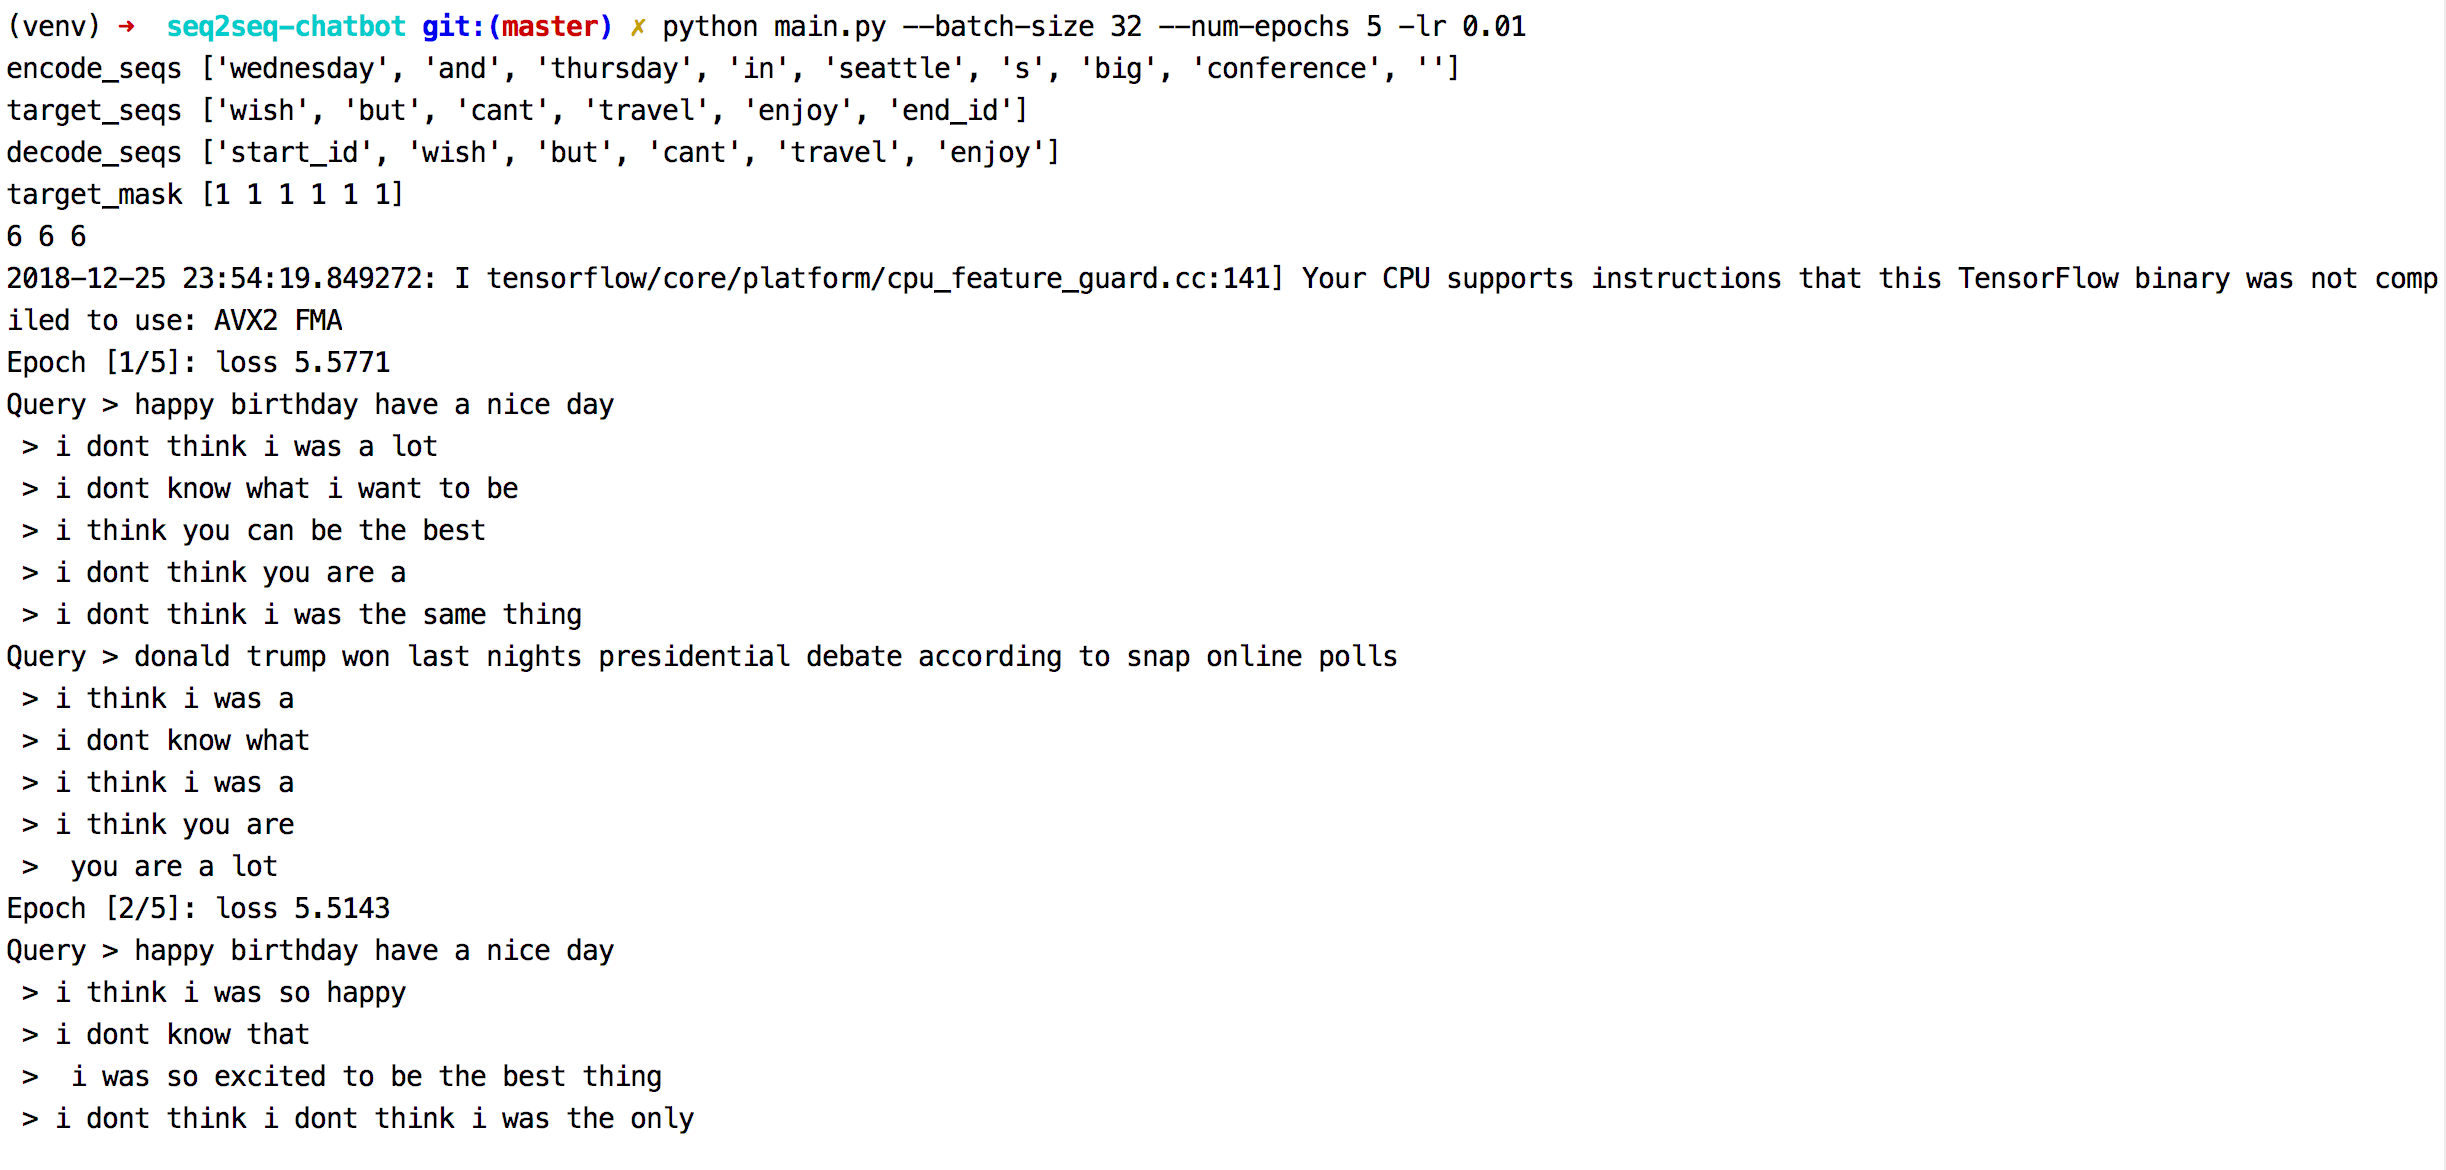 (venv) ➜  seq2seq-chatbot git:(master) ✗ python main.py --batch-size 32 --num-epochs 5 -lr 0.01
encode_seqs ['wednesday', 'and', 'thursday', 'in', 'seattle', 's', 'big', 'conference', '']
target_seqs ['wish', 'but', 'cant', 'travel', 'enjoy', 'end_id']
decode_seqs ['start_id', 'wish', 'but', 'cant', 'travel', 'enjoy']
target_mask [1 1 1 1 1 1]
6 6 6
2018-12-25 23:54:19.849272: I tensorflow/core/platform/cpu_feature_guard.cc:141] Your CPU supports instructions that this TensorFlow binary was not comp
iled to use: AVX2 FMA
Epoch [1/5]: loss 5.5771
Query > happy birthday have a nice day
 > i dont think i was a lot
 > i dont know what i want to be
 > i think you can be the best
 > i dont think you are a
 > i dont think i was the same thing
Query > donald trump won last nights presidential debate according to snap online polls
 > i think i was a
 > i dont know what
 > i think i was a
 > i think you are
 >  you are a lot
Epoch [2/5]: loss 5.5143
Query > happy birthday have a nice day
 > i think i was so happy
 > i dont know that
 >  i was so excited to be the best thing
 > i dont think i dont think i was the only